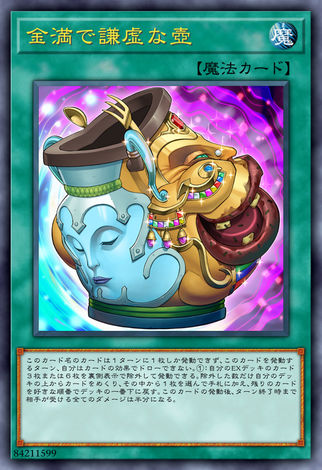 金満で謙虚な壺
魔
【魔法カード】
このカード名のカードは1ターンに1枚しか発動できず、このカードを発動す
るターン、自分はカードの効果でドローできない。①：自分のEXデッキのカード
3枚または6枚を裏側表示で除外して発動できる。除外した数だけ自分のデッ
キの上からカードをめくり、その中から1枚を選んで手札に加え、残りのカード
を好きな順番でデッキの一番下に戻す。このカードの発動後、ターン終了時まで
相手が受ける全てのダメージは半分になる。
84211599